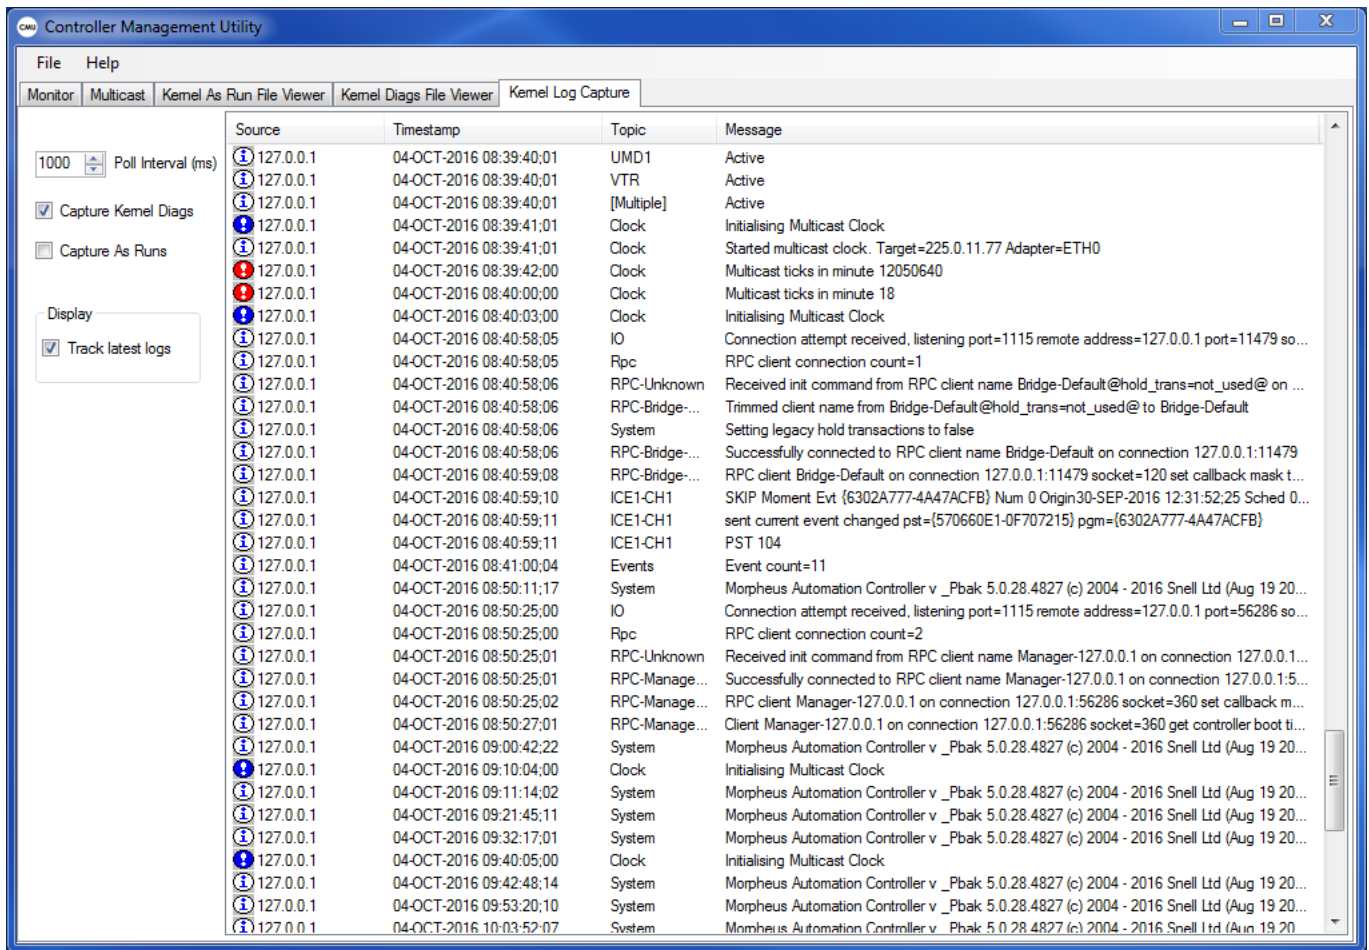 CMU Controller Management Utility
File Help
Monitor Multicast Kernel As Run File Viewer Kernel Diags File Viewer Kernel Log Capture
1000 Poll Interval (ms)
Capture Kernel Diags
Capture As Runs
Display
Track latest logs
Source Timestamp Topic Message
127.0.0.1 04-OCT-2016 08:39:40;01 UMD1 Active
127.0.0.1 04-OCT-2016 08:39:40;01 VTR Active
127.0.0.1 04-OCT-2016 08:39:40;01 [Multiple] Active
127.0.0.1 04-OCT-2016 08:39:41;01 Clock Initialising Multicast Clock
127.0.0.1 04-OCT-2016 08:39:41;01 Clock Started multicast clock. Target=225.0.11.77 Adapter=ETH0
127.0.0.1 04-OCT-2016 08:39:42;00 Clock Multicast ticks in minute 12050640
127.0.0.1 04-OCT-2016 08:40:00;00 Clock Multicast ticks in minute 18
127.0.0.1 04-OCT-2016 08:40:03;00 Clock Initialising Multicast Clock
127.0.0.1 04-OCT-2016 08:40:58;05 IO Connection attempt received, listening port=1115 remote address=127.0.0.1 port=11479 so...
127.0.0.1 04-OCT-2016 08:40:58;05 Rpc RPC client connection count=1
127.0.0.1 04-OCT-2016 08:40:58;06 RPC-Unknown Received init command from RPC client name Bridge-Default@hold_trans=not_used@ on ...
127.0.0.1 04-OCT-2016 08:40:58;06 RPC-Bridge-... Trimmed client name from Bridge-Default@hold_trans=not_used@ to Bridge-Default
127.0.0.1 04-OCT-2016 08:40:58;06 System Setting legacy hold transactions to false
127.0.0.1 04-OCT-2016 08:40:58;06 RPC-Bridge-... Successfully connected to RPC client name Bridge-Default on connection 127.0.0.1:11479
127.0.0.1 04-OCT-2016 08:40:59;08 RPC-Bridge-... RPC client Bridge-Default on connection 127.0.0.1:11479 socket=120 set callback mask t...
127.0.0.1 04-OCT-2016 08:40:59;10 ICE1-CH1 SKIP Moment Evt {6302A777-4A47ACFB} Num 0 Origin30-SEP-2016 12:31:52;25 Sched 0...
127.0.0.1 04-OCT-2016 08:40:59;11 ICE1-CH1 sent current event changed pst={570660E1-0F707215} pgm={6302A777-4A47ACFB}
127.0.0.1 04-OCT-2016 08:40:59;11 ICE1-CH1 PST 104
127.0.0.1 04-OCT-2016 08:41:00;04 Events Event count=11
127.0.0.1 04-OCT-2016 08:50:11;17 System Morpheus Automation Controller v _Pbak 5.0.28.4827 (c) 2004 - 2016 Snell Ltd (Aug 19 20...
127.0.0.1 04-OCT-2016 08:50:25;00 IO Connection attempt received, listening port=1115 remote address=127.0.0.1 port=56286 so...
127.0.0.1 04-OCT-2016 08:50:25;00 Rpc RPC client connection count=2
127.0.0.1 04-OCT-2016 08:50:25;01 RPC-Unknown Received init command from RPC client name Manager-127.0.0.1 on connection 127.0.0.1...
127.0.0.1 04-OCT-2016 08:50:25;01 RPC-Manage... Successfully connected to RPC client name Manager-127.0.0.1 on connection 127.0.0.1:5...
127.0.0.1 04-OCT-2016 08:50:25;02 RPC-Manage... RPC client Manager-127.0.0.1 on connection 127.0.0.1:56286 socket=360 set callback m...
127.0.0.1 04-OCT-2016 08:50:27;01 RPC-Manage... Client Manager-127.0.0.1 on connection 127.0.0.1:56286 socket=360 get controller boot ti...
127.0.0.1 04-OCT-2016 09:00:42;22 System Morpheus Automation Controller v _Pbak 5.0.28.4827 (c) 2004 - 2016 Snell Ltd (Aug 19 20...
127.0.0.1 04-OCT-2016 09:10:04;00 Clock Initialising Multicast Clock
127.0.0.1 04-OCT-2016 09:11:14;02 System Morpheus Automation Controller v _Pbak 5.0.28.4827 (c) 2004 - 2016 Snell Ltd (Aug 19 20...
127.0.0.1 04-OCT-2016 09:21:45;11 System Morpheus Automation Controller v _Pbak 5.0.28.4827 (c) 2004 - 2016 Snell Ltd (Aug 19 20...
127.0.0.1 04-OCT-2016 09:32:17;01 System Morpheus Automation Controller v _Pbak 5.0.28.4827 (c) 2004 - 2016 Snell Ltd (Aug 19 20...
127.0.0.1 04-OCT-2016 09:40:05;00 Clock Initialising Multicast Clock
127.0.0.1 04-OCT-2016 09:42:48;14 System Morpheus Automation Controller v _Pbak 5.0.28.4827 (c) 2004 - 2016 Snell Ltd (Aug 19 20...
127.0.0.1 04-OCT-2016 09:53:20;10 System Morpheus Automation Controller v _Pbak 5.0.28.4827 (c) 2004 - 2016 Snell Ltd (Aug 19 20...
127.0.0.1 04-OCT-2016 10:03:52;07 System Morpheus Automation Controller v _Pbak 5.0.28.4827 (c) 2004 - 2016 Snell Ltd (Aug 19 20...